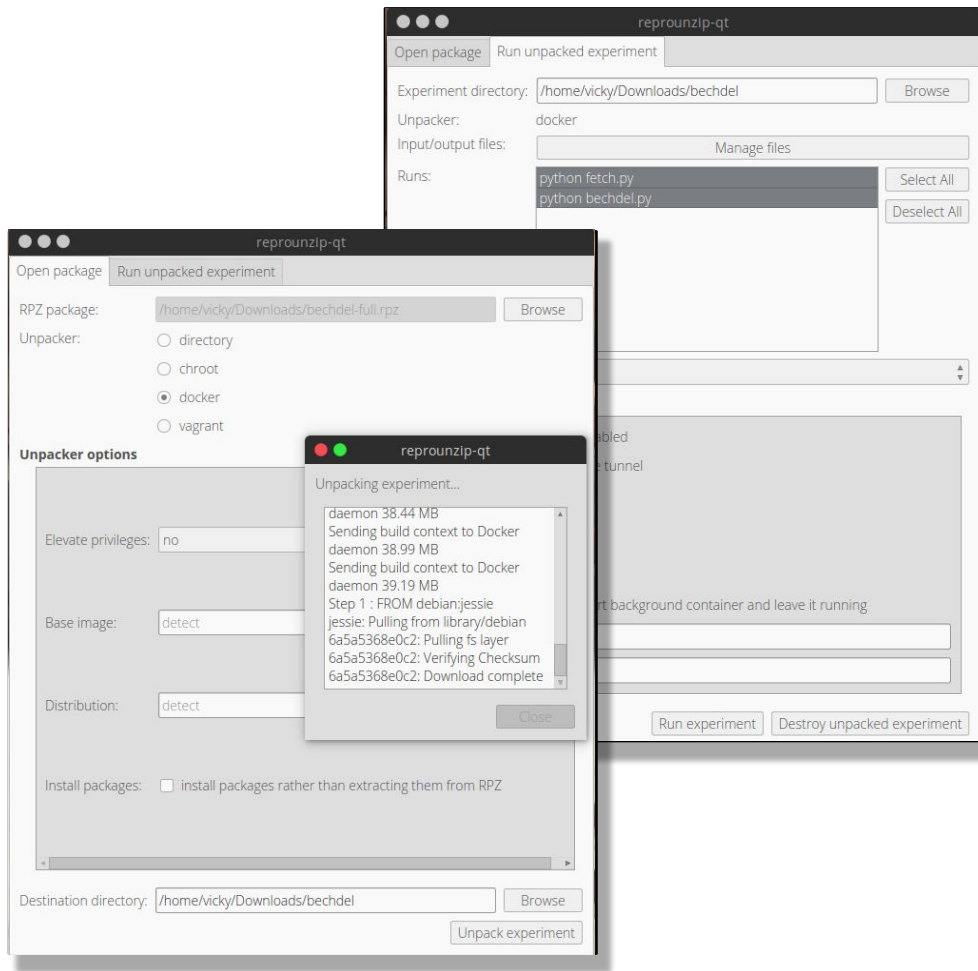 reprounzip-qt
Open package Run unpacked experiment
Experiment directory: /home/vicky/Downloads/bechdel Browse
Unpacker: docker
Input/output files: Manage files
Runs: python fetch.py Select All
python bechdel.py Deselect All
tunnel
background container and leave it running
Run experiment Destroy unpacked experiment
reprounzip-qt
Open package Run unpacked experiment
RPZ package: /home/vicky/Downloads/bechdel-full.rpz Browse
Unpacker: directory
chroot
docker
vagrant
Unpacker options
Elevate privileges: no
Base image: detect
Distribution: detect
Install packages: install packages rather than extracting them from RPZ
Destination directory: /home/vicky/Downloads/bechdel Browse
Unpack experiment
reprounzip-qt
Unpacking experiment...
daemon 38.44 MB
Sending build context to Docker
daemon 38.99 MB
Sending build context to Docker
daemon 39.19 MB
Step 1 : FROM debian:jessie
jessie: Pulling from library/debian
6a5a5368e0c2: Pulling fs layer
6a5a5368e0c2: Verifying Checksum
6a5a5368e0c2: Download complete
Close